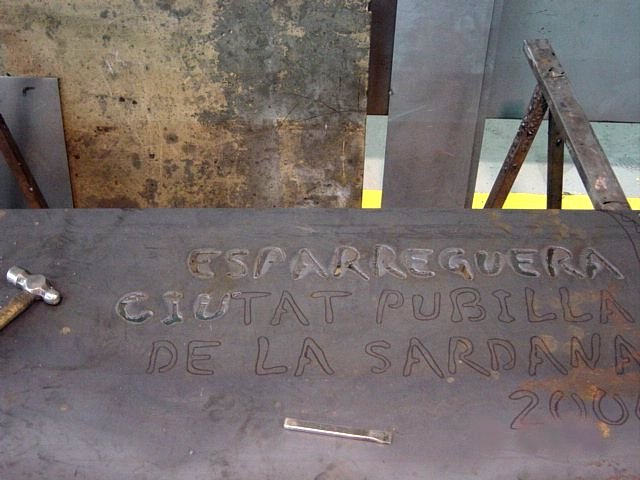 ESPARREGUERA
CIUTAT PUBILLA
DE LA SARDANA